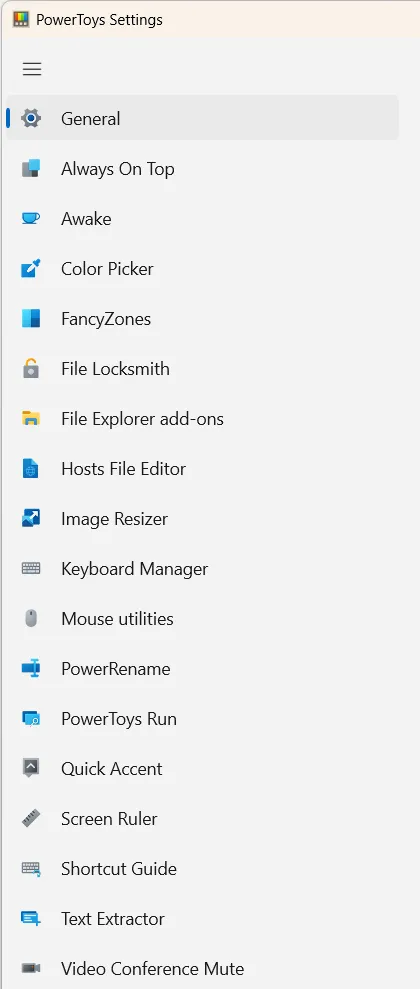 PowerToys Settings
General
Always On Top
Awake
Color Picker
FancyZones
File Locksmith
File Explorer add-ons
Hosts File Editor
Image Resizer
Keyboard Manager
Mouse utilities
PowerRename
PowerToys Run
Quick Accent
Screen Ruler
Shortcut Guide
Text Extractor
Video Conference Mute